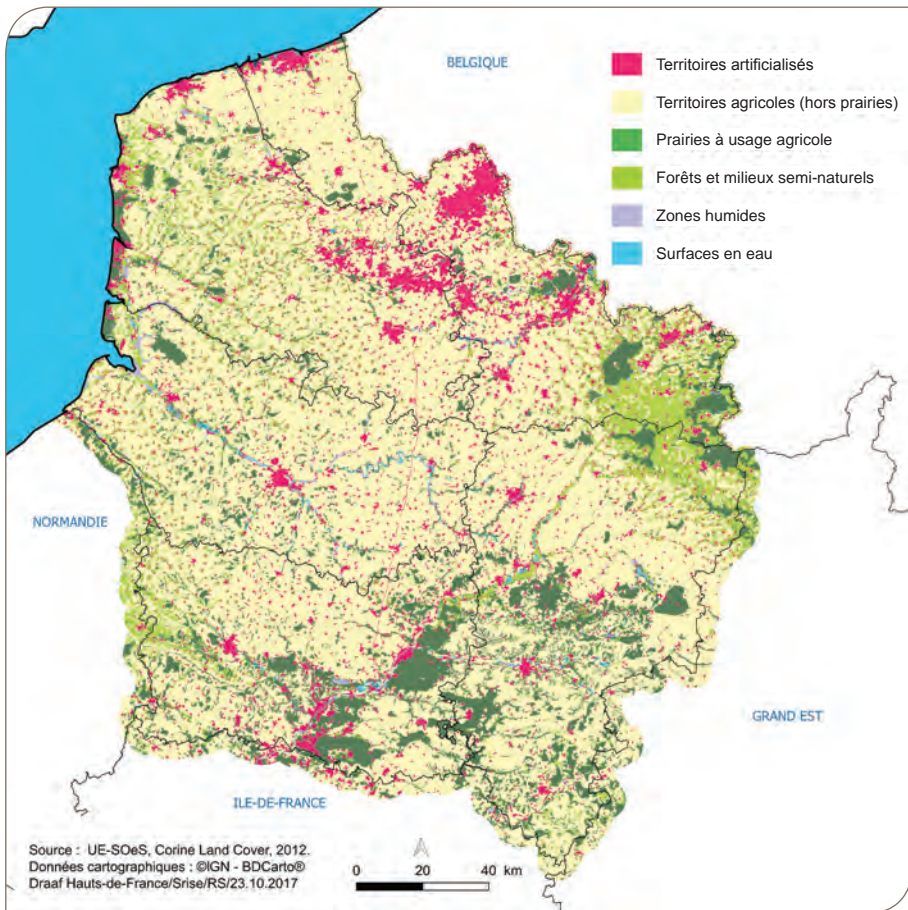 BELGIQUE
Territoires artificialisés
Territoires agricoles (hors prairies)
Prairies à usage agricole
Forêts et milieux semi-naturels
Zones humides
Surfaces en eau
NORMANDIE
GRAND EST
ILE-DE-FRANCE
Source : UE-SOeS, Corine Land Cover, 2012.
Données cartographiques : ©IGN - BDCarto®
Draaf Hauts-de-France/Srise/RS/23.10.2017
0 20 40 km